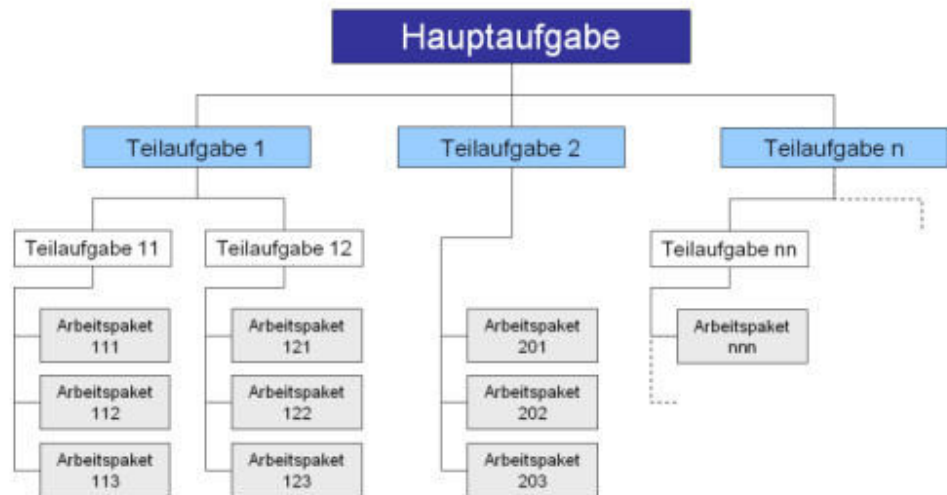 Hauptaufgabe
Teilaufgabe 1
Teilaufgabe 2
Teilaufgabe n
Teilaufgabe 11
Teilaufgabe 12
Teilaufgabe nn
Arbeitspaket
111
Arbeitspaket
121
Arbeitspaket
201
Arbeitspaket
nnn
Arbeitspaket
112
Arbeitspaket
122
Arbeitspaket
202
Arbeitspaket
113
Arbeitspaket
123
Arbeitspaket
203